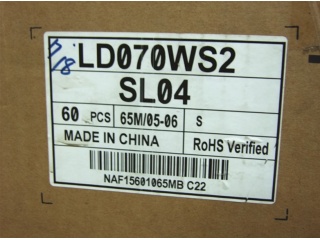 LD070WS2
SL04
60 PCS 65M/05-06 S
MADE IN CHINA RoHS Verified
NAF15601065MB C22